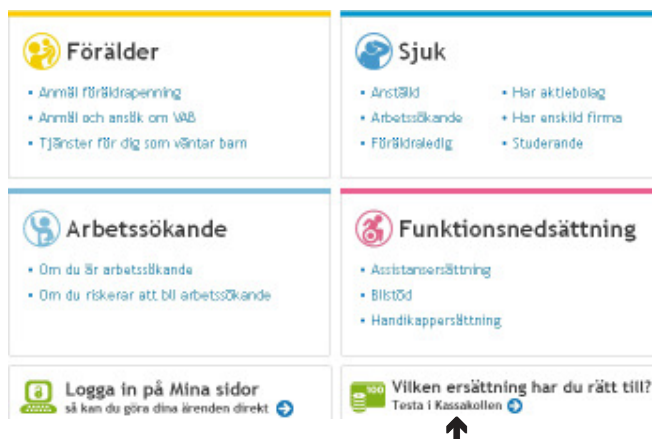 Förälder
• Anmäl föräldrapenning
• Anmäl och ansök om VAB
• Tjänster för dig som väntar barn
Sjuk
• Anställd
• Arbetssökande
• Föräldraledig
• Har aktiebolag
• Har enskild firma
• Studerande
Arbetssökande
• Om du är arbetssökande
• Om du riskerar att bli arbetssökande
Funktionsnedsättning
• Assistansersättning
• Bilstöd
• Handikappersättning
Logga in på Mina sidor
så kan du göra dina ärenden direkt
100
Vilken ersättning har du rätt till?
Testa i Kassakollen